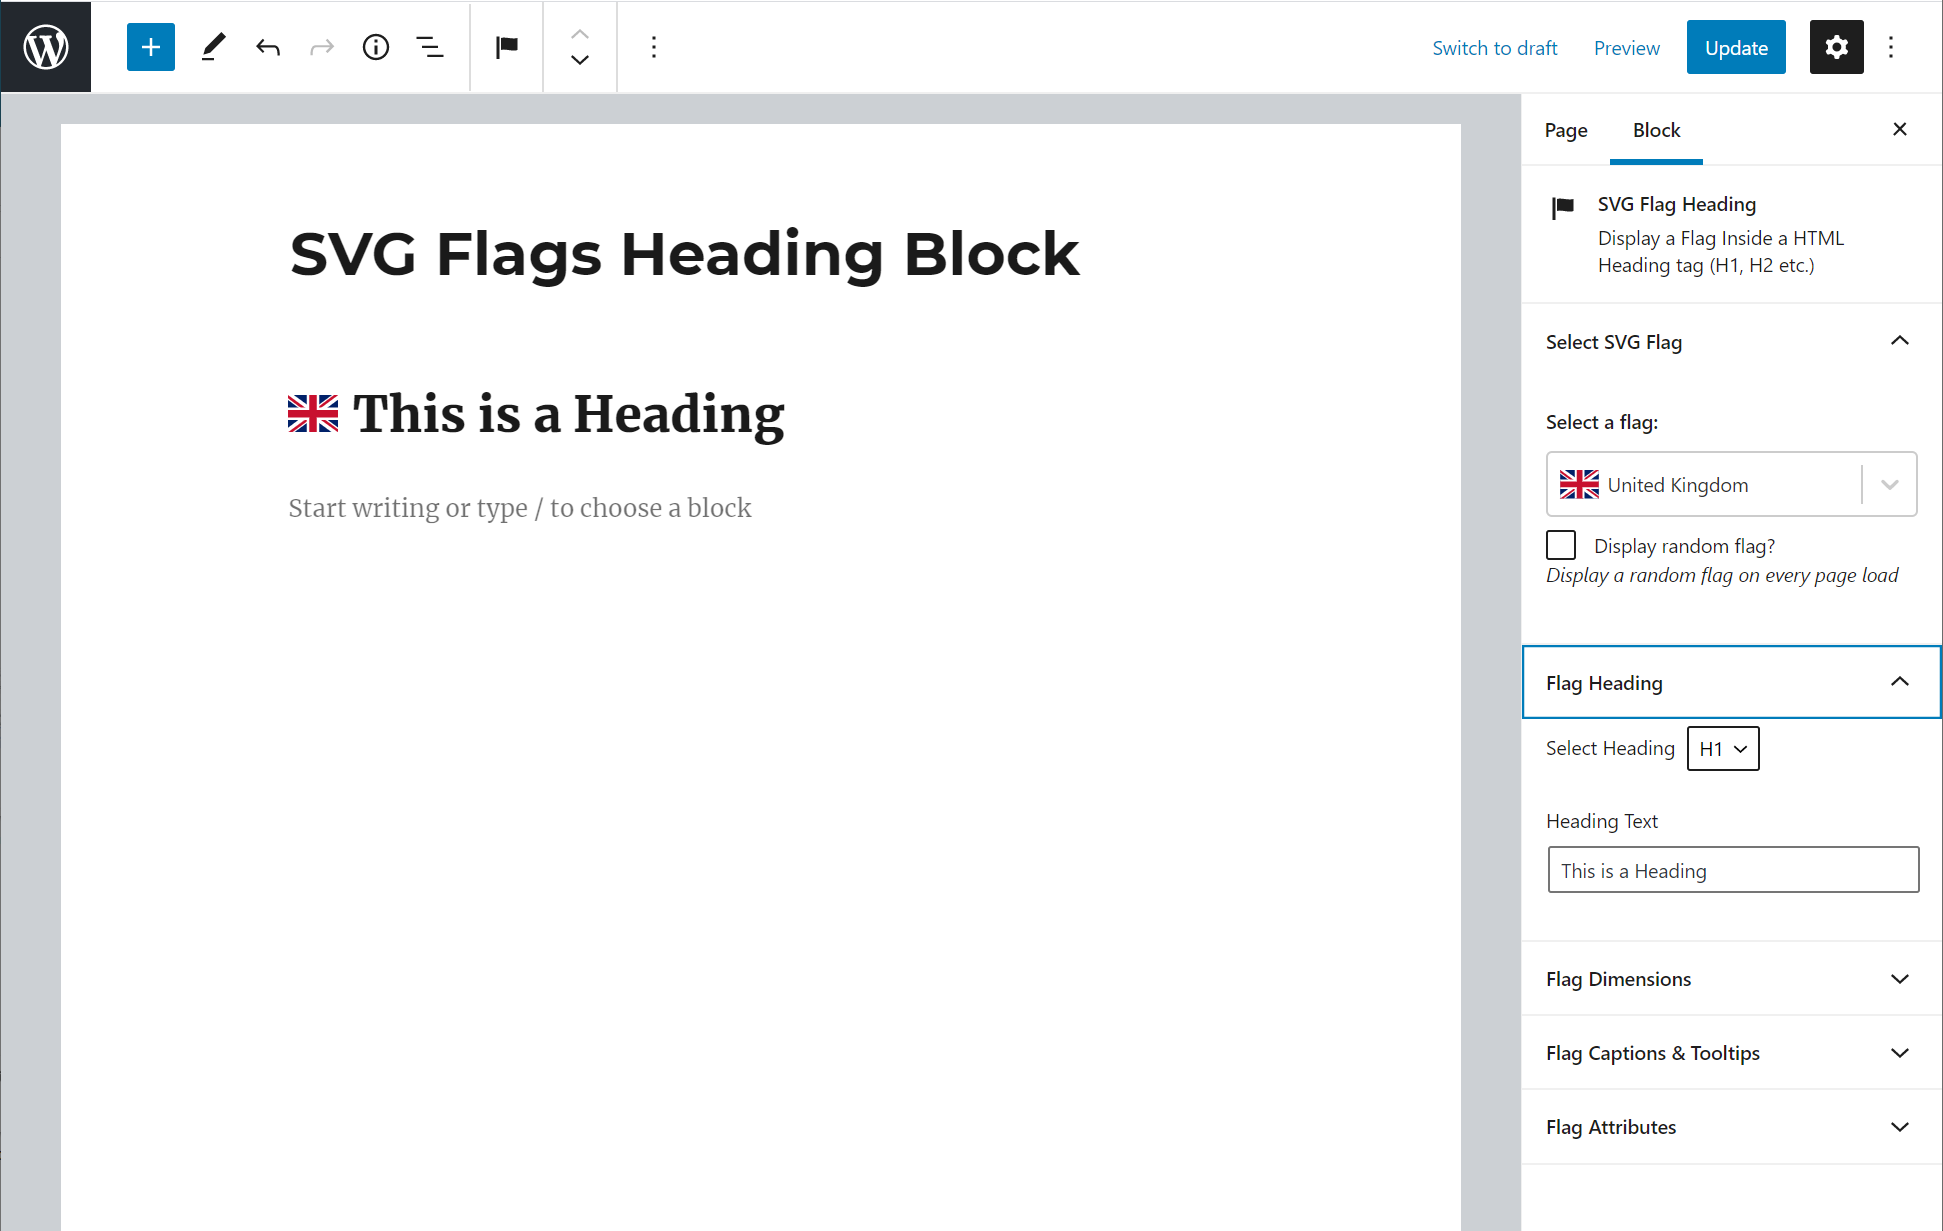 Switch to draft Preview Update
SVG Flags Heading Block
This is a Heading
Start writing or type / to choose a block
Page Block
SVG Flag Heading
Display a Flag Inside a HTML
Heading tag (H1, H2 etc.)
Select SVG Flag
Select a flag:
United Kingdom
Display random flag?
Display a random flag on every page load
Flag Heading
Select Heading H1
Heading Text
This is a Heading
Flag Dimensions
Flag Captions & Tooltips
Flag Attributes